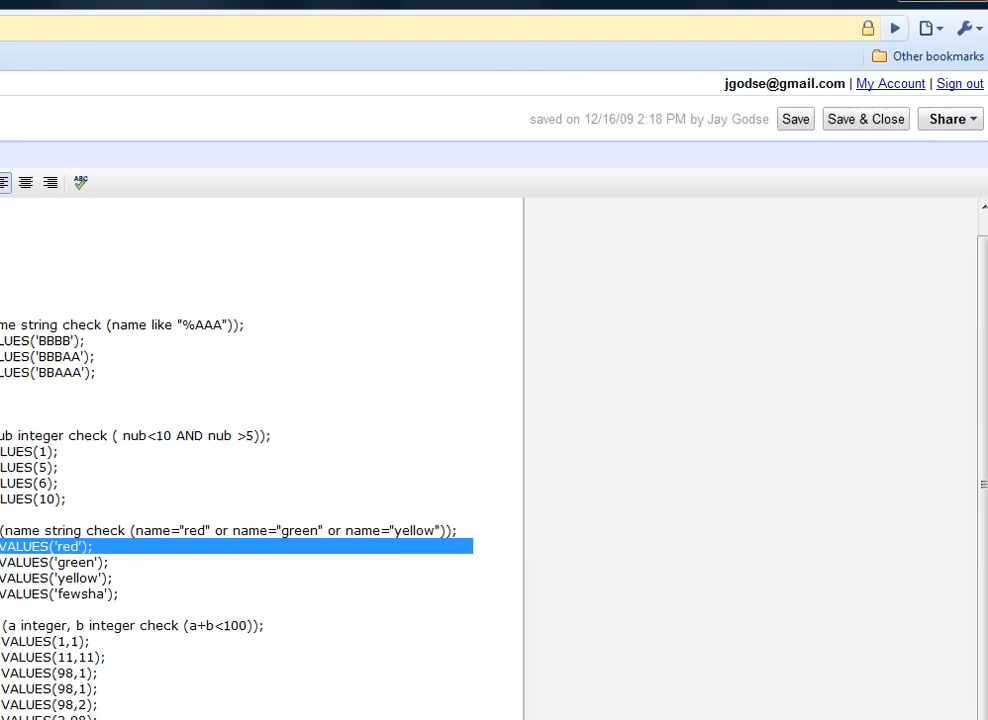 Other bookmarks
jgodse@gmail.com | My Account | Sign out
saved on 12/16/09 2:18 PM by Jay Godse Save Save & Close Share
ABC
me string check (name like "%AAA"));
LUES('BBBB');
LUES('BBBAA');
LUES('BBAAA');
ub integer check ( nub<10 AND nub >5));
LUES(1);
LUES(5);
LUES(6);
LUES(10);
(name string check (name="red" or name="green" or name="yellow"));
VALUES('red');
VALUES('green');
VALUES('yellow');
VALUES('fewsha');
(a integer, b integer check (a+b<100));
VALUES(1,1);
VALUES(11,11);
VALUES(98,1);
VALUES(98,1);
VALUES(98,2);
VALUES(2,98);